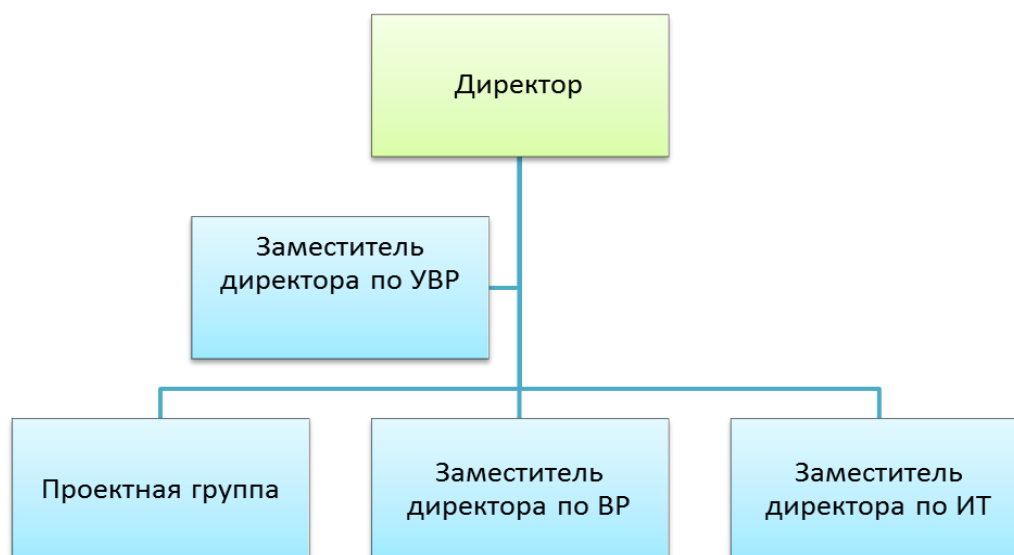 Директор
Заместитель
директора по УВР
Проектная группа
Заместитель
директора по ВР
Заместитель
директора по ИТ